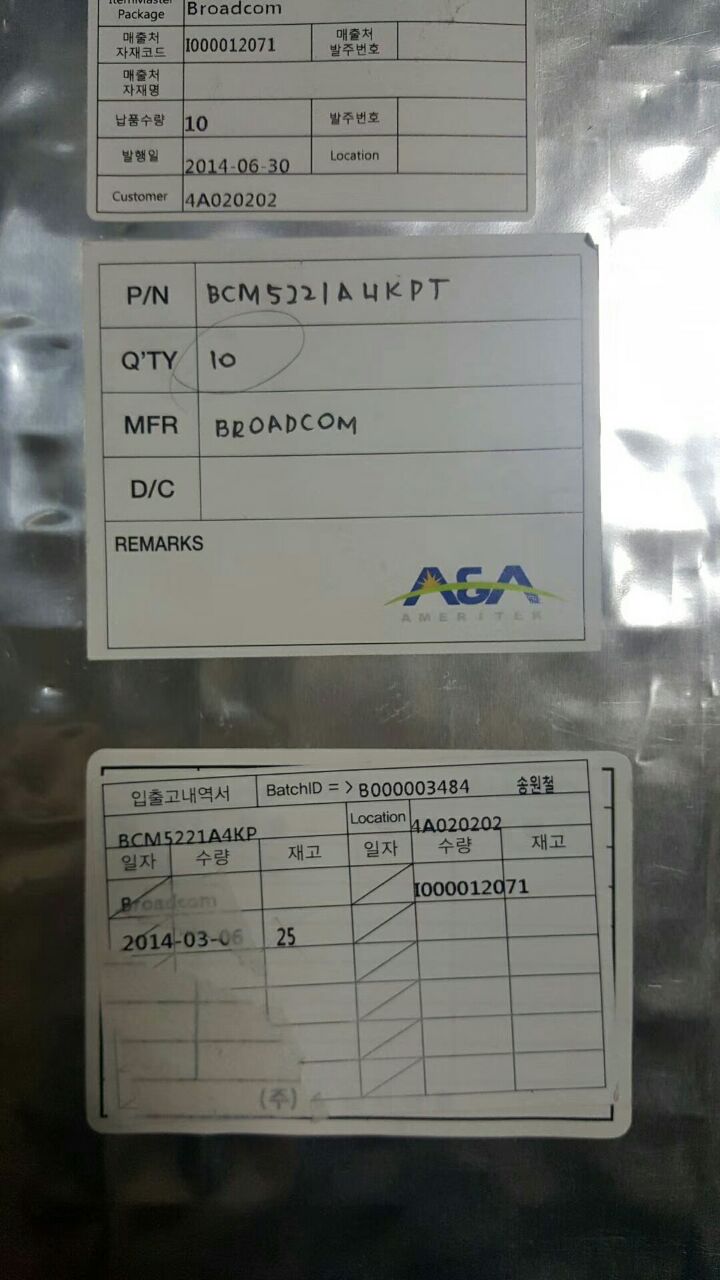 ItemMaster
Package
Broadcom
매출처
자재코드
I000012071
매출처
발주번호
매출처
자재명
납품수량
10
발주번호
발행일
2014-06-30
Location
Customer
4A020202
P/N
BCM5221A4KPT
Q'TY
10
MFR
BROADCOM
D/C
REMARKS
AGA
AMERITEK
입출고내역서
BatchID = > B000003484
송원철
BCM5221A4KP
Location
4A020202
일자
수량
재고
일자
수량
재고
Broadcom
I000012071
2014-03-06
25
(주)